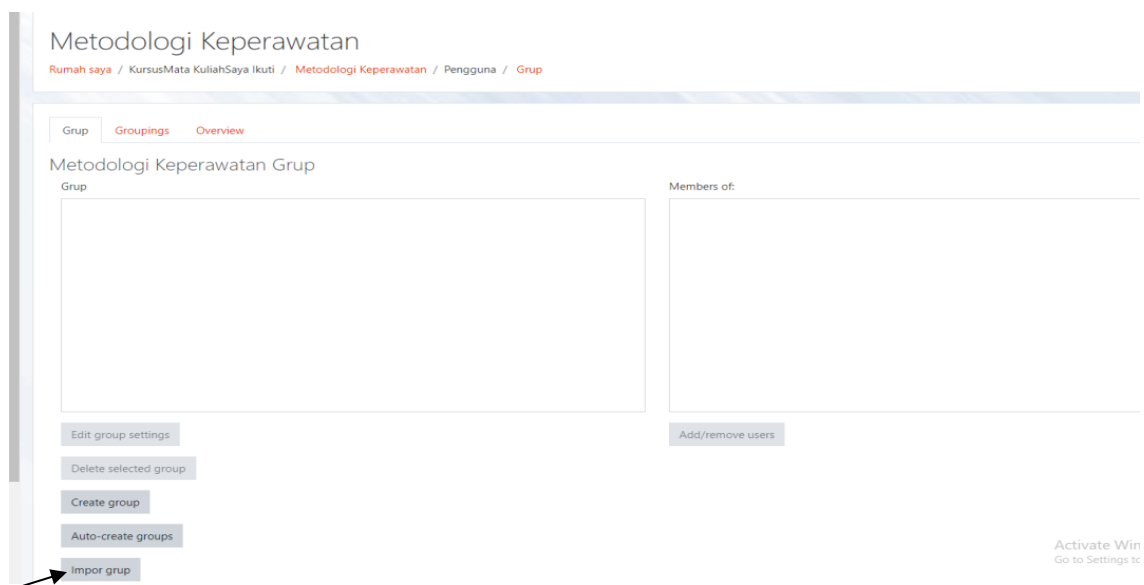 Metodologi Keperawatan
Rumah saya / KursusMata KuliahSaya Ikuti / Metodologi Keperawatan / Pengguna / Grup
Grup Groupings Overview
Metodologi Keperawatan Grup
Grup Members of:
Edit group settings Add/remove users
Delete selected group
Create group
Auto-create groups
Impor grup
Activate Win
Go to Settings to